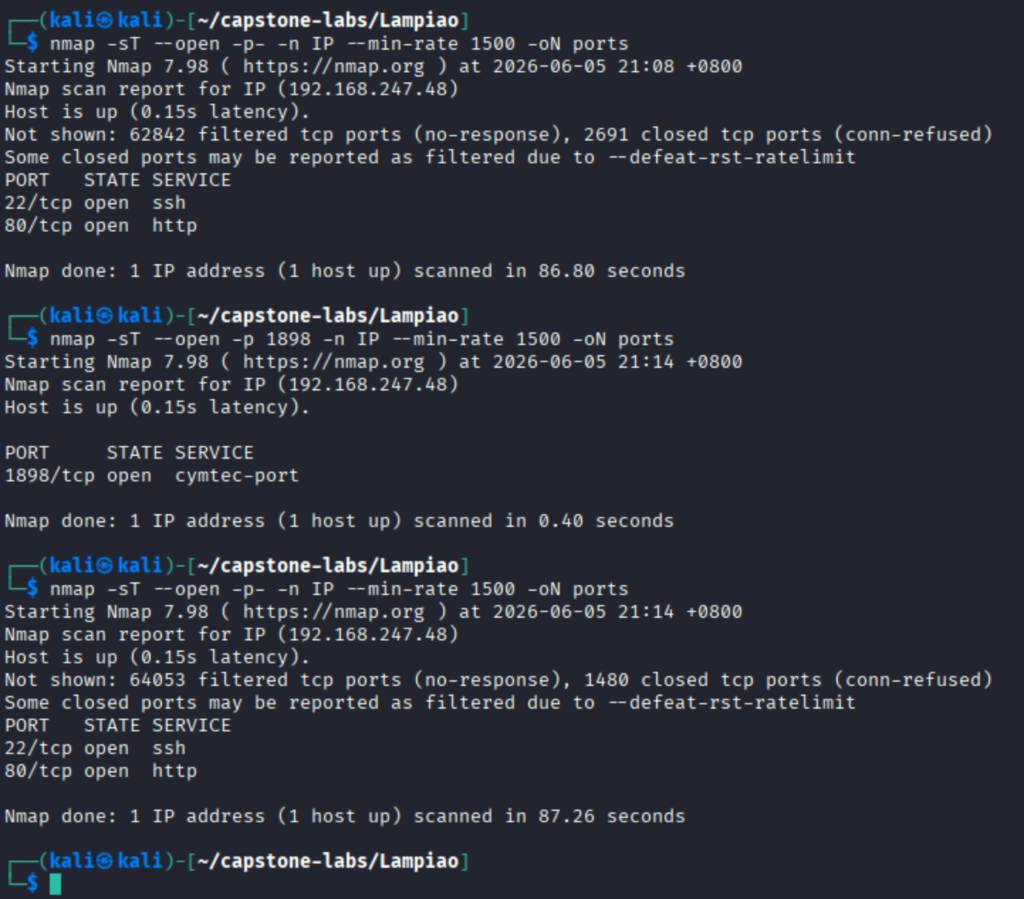 ┌──(kali㉿kali)-[~/capstone-labs/Lampiao]
└─$ nmap -sT --open -p- -n IP --min-rate 1500 -oN ports
Starting Nmap 7.98 ( https://nmap.org ) at 2026-06-05 21:08 +0800
Nmap scan report for IP (192.168.247.48)
Host is up (0.15s latency).
Not shown: 62842 filtered tcp ports (no-response), 2691 closed tcp ports (conn-refused)
Some closed ports may be reported as filtered due to --defeat-rst-ratelimit
PORT   STATE SERVICE
22/tcp open  ssh
80/tcp open  http

Nmap done: 1 IP address (1 host up) scanned in 86.80 seconds

┌──(kali㉿kali)-[~/capstone-labs/Lampiao]
└─$ nmap -sT --open -p 1898 -n IP --min-rate 1500 -oN ports
Starting Nmap 7.98 ( https://nmap.org ) at 2026-06-05 21:14 +0800
Nmap scan report for IP (192.168.247.48)
Host is up (0.15s latency).

PORT     STATE SERVICE
1898/tcp open  cymtec-port

Nmap done: 1 IP address (1 host up) scanned in 0.40 seconds

┌──(kali㉿kali)-[~/capstone-labs/Lampiao]
└─$ nmap -sT --open -p- -n IP --min-rate 1500 -oN ports
Starting Nmap 7.98 ( https://nmap.org ) at 2026-06-05 21:14 +0800
Nmap scan report for IP (192.168.247.48)
Host is up (0.15s latency).
Not shown: 64053 filtered tcp ports (no-response), 1480 closed tcp ports (conn-refused)
Some closed ports may be reported as filtered due to --defeat-rst-ratelimit
PORT   STATE SERVICE
22/tcp open  ssh
80/tcp open  http

Nmap done: 1 IP address (1 host up) scanned in 87.26 seconds

┌──(kali㉿kali)-[~/capstone-labs/Lampiao]
└─$